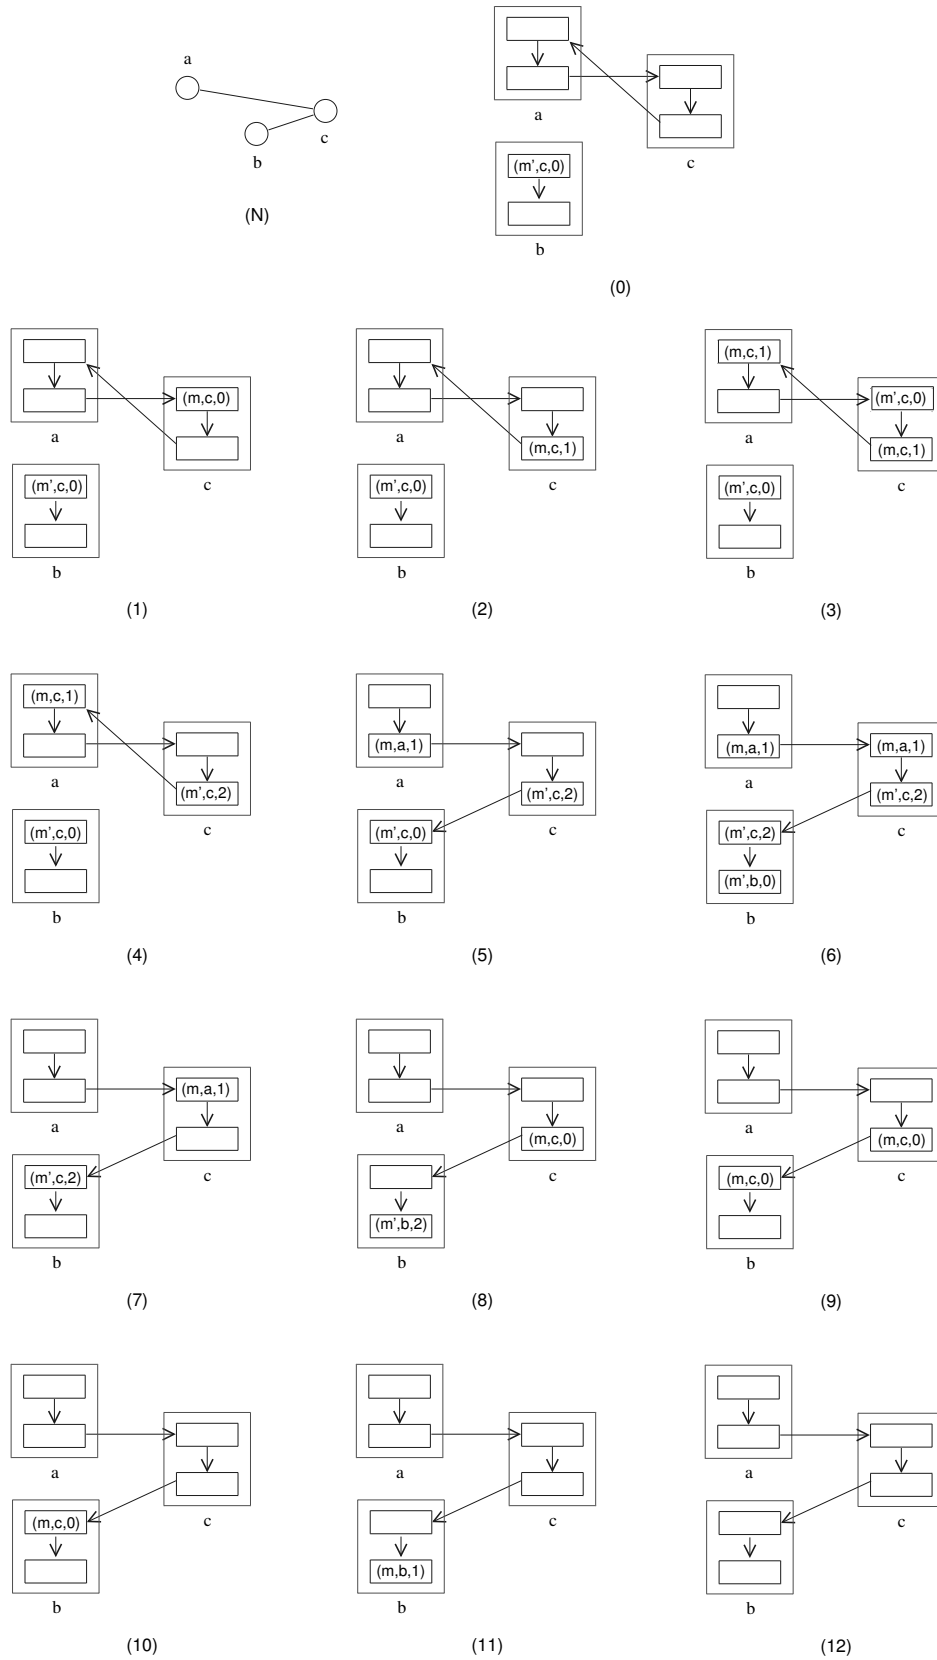 a
c
b
(N)
a
c
(m',c,0)
b
(0)
a
(m,c,0)
c
(m',c,0)
b
(1)
a
(m,c,1)
c
(m',c,0)
b
(2)
(m,c,1)
a
(m',c,0)
(m,c,1)
c
(m',c,0)
b
(3)
(m,c,1)
a
(m',c,2)
c
(m',c,0)
b
(4)
(m,a,1)
a
(m',c,2)
c
(m',c,0)
b
(5)
(m,a,1)
a
(m,a,1)
(m',c,2)
c
(m',c,2)
(m',b,0)
b
(6)
a
(m,a,1)
c
(m',c,2)
b
(7)
a
(m,c,0)
c
(m',b,2)
b
(8)
a
(m,c,0)
c
(m,c,0)
b
(9)
a
c
(m,c,0)
b
(10)
a
c
(m,b,1)
b
(11)
a
c
b
(12)